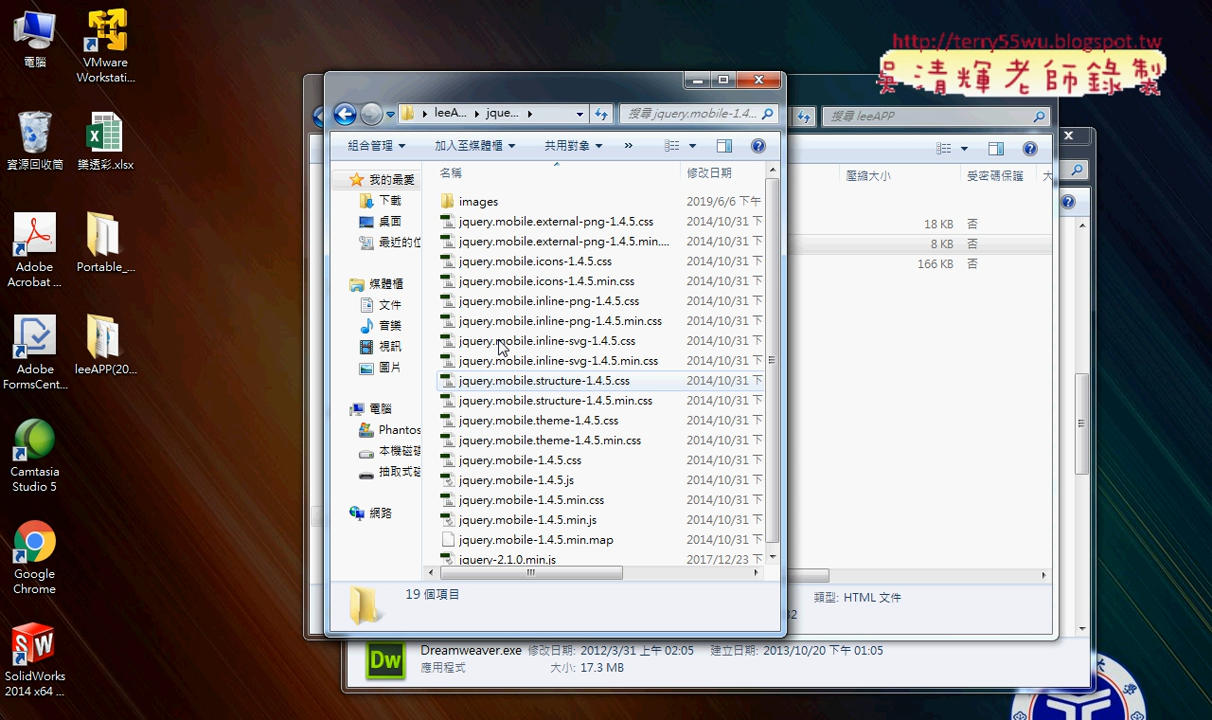 http://terry55wu.blogspot.tw
吳清輝老師錄製
電腦
VMware
Workstati...
資源回收筒
樂透彩.xlsx
Adobe
Acrobat ...
Portable_...
Adobe
FormsCent...
leeAPP(20...
Camtasia
Studio 5
Google
Chrome
SolidWorks
2014 x64 ...
leeA...
jque...
搜尋 jquery.mobile-1.4...
搜尋 leeAPP
組合管理
加入至媒體櫃
共用對象
»
名稱
修改日期
壓縮大小
受密碼保護
大
我的最愛
下載
桌面
最近的位
媒體櫃
文件
音樂
視訊
圖片
電腦
Phantos
本機磁碟
抽取式磁
網路
images
2019/6/6 下午
jquery.mobile.external-png-1.4.5.css
2014/10/31 下
18 KB
否
jquery.mobile.external-png-1.4.5.min....
2014/10/31 下
8 KB
否
jquery.mobile.icons-1.4.5.css
2014/10/31 下
166 KB
否
jquery.mobile.icons-1.4.5.min.css
2014/10/31 下
jquery.mobile.inline-png-1.4.5.css
2014/10/31 下
jquery.mobile.inline-png-1.4.5.min.css
2014/10/31 下
jquery.mobile.inline-svg-1.4.5.css
2014/10/31 下
jquery.mobile.inline-svg-1.4.5.min.css
2014/10/31 下
jquery.mobile.structure-1.4.5.css
2014/10/31 下
jquery.mobile.structure-1.4.5.min.css
2014/10/31 下
jquery.mobile.theme-1.4.5.css
2014/10/31 下
jquery.mobile.theme-1.4.5.min.css
2014/10/31 下
jquery.mobile-1.4.5.css
2014/10/31 下
jquery.mobile-1.4.5.js
2014/10/31 下
jquery.mobile-1.4.5.min.css
2014/10/31 下
jquery.mobile-1.4.5.min.js
2014/10/31 下
jquery.mobile-1.4.5.min.map
2014/10/31 下
jquery-2.1.0.min.js
2017/12/23 下
19 個項目
類型: HTML 文件
32
Dw
Dreamweaver.exe 修改日期: 2012/3/31 上午 02:05 建立日期: 2013/10/20 下午 01:05
應用程式 大小: 17.3 MB